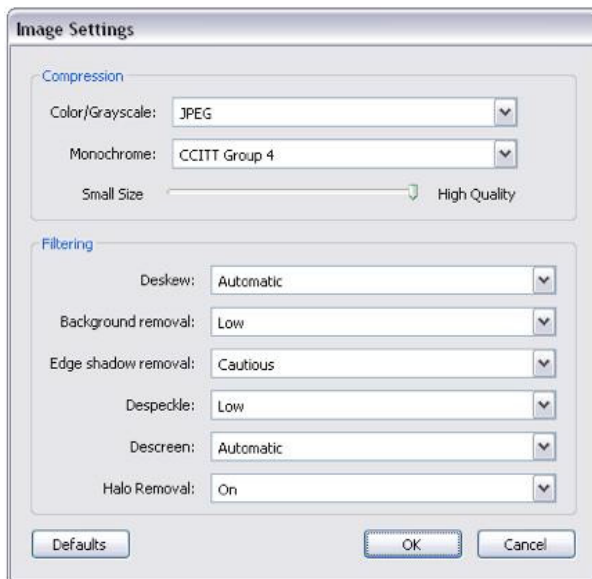 Image Settings
Compression
Color/Grayscale: JPEG
Monochrome: CCITT Group 4
Small Size High Quality
Filtering
Deskew: Automatic
Background removal: Low
Edge shadow removal: Cautious
Despeckle: Low
Descreen: Automatic
Halo Removal: On
Defaults OK Cancel